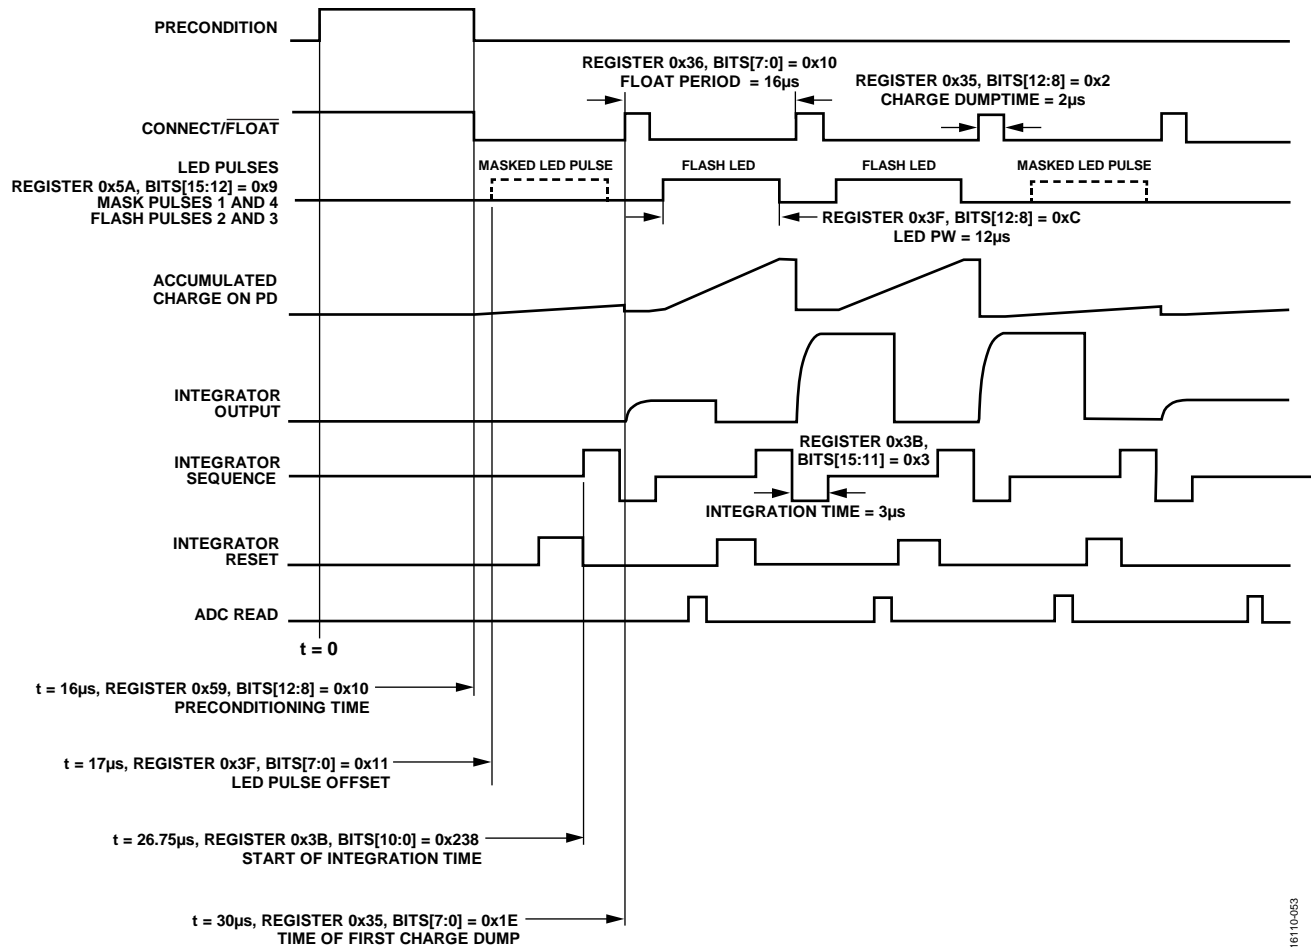 PRECONDITION
REGISTER 0x36, BITS[7:0] = 0x10
FLOAT PERIOD = 16µs
REGISTER 0x35, BITS[12:8] = 0x2
CHARGE DUMPTIME = 2µs
CONNECT/FLOAT
LED PULSES
REGISTER 0x5A, BITS[15:12] = 0x9
MASK PULSES 1 AND 4
FLASH PULSES 2 AND 3
MASKED LED PULSE
FLASH LED
FLASH LED
MASKED LED PULSE
REGISTER 0x3F, BITS[12:8] = 0xC
LED PW = 12µs
ACCUMULATED
CHARGE ON PD
INTEGRATOR
OUTPUT
REGISTER 0x3B,
BITS[15:11] = 0x3
INTEGRATOR
SEQUENCE
INTEGRATION TIME = 3µs
INTEGRATOR
RESET
ADC READ
t = 0
t = 16µs, REGISTER 0x59, BITS[12:8] = 0x10
PRECONDITIONING TIME
t = 17µs, REGISTER 0x3F, BITS[7:0] = 0x11
LED PULSE OFFSET
t = 26.75µs, REGISTER 0x3B, BITS[10:0] = 0x238
START OF INTEGRATION TIME
t = 30µs, REGISTER 0x35, BITS[7:0] = 0x1E
TIME OF FIRST CHARGE DUMP
16110-053